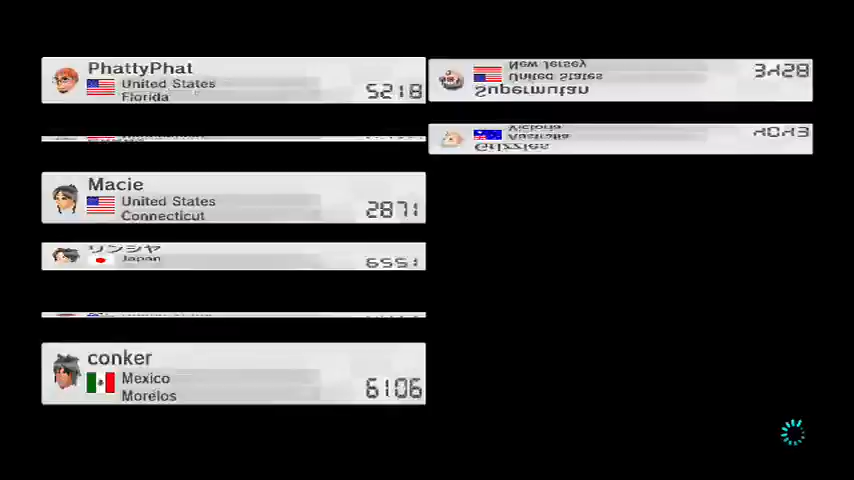 PhattyPhat
United States
Florida
5218
Macie
United States
Connecticut
2871
リンシヤ
Japan
6551
conker
Mexico
Morelos
6106
New Jersey
United States
Supermutan
3428
Victoria
Australia
Grizzles
4043